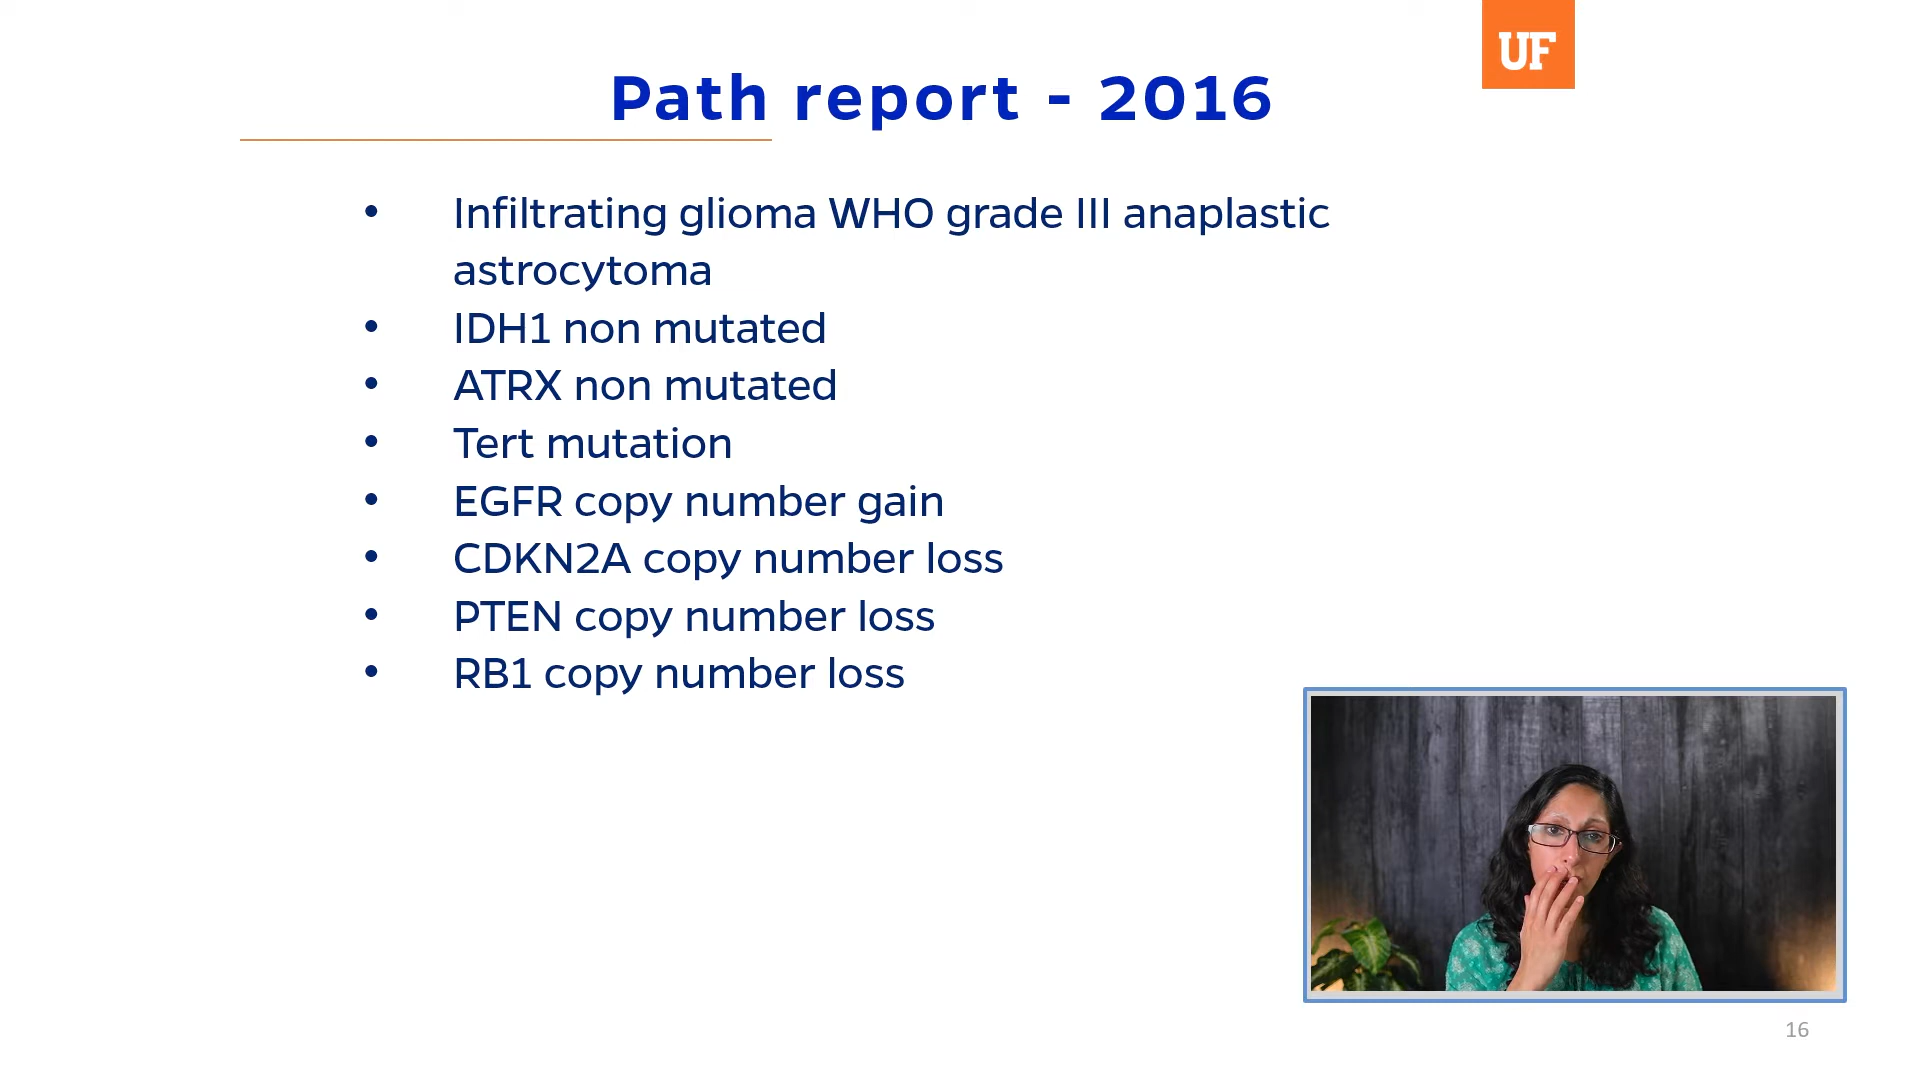 UF
Path report - 2016
• Infiltrating glioma WHO grade III anaplastic
astrocytoma
• IDH1 non mutated
• ATRX non mutated
• Tert mutation
• EGFR copy number gain
• CDKN2A copy number loss
• PTEN copy number loss
• RB1 copy number loss
16